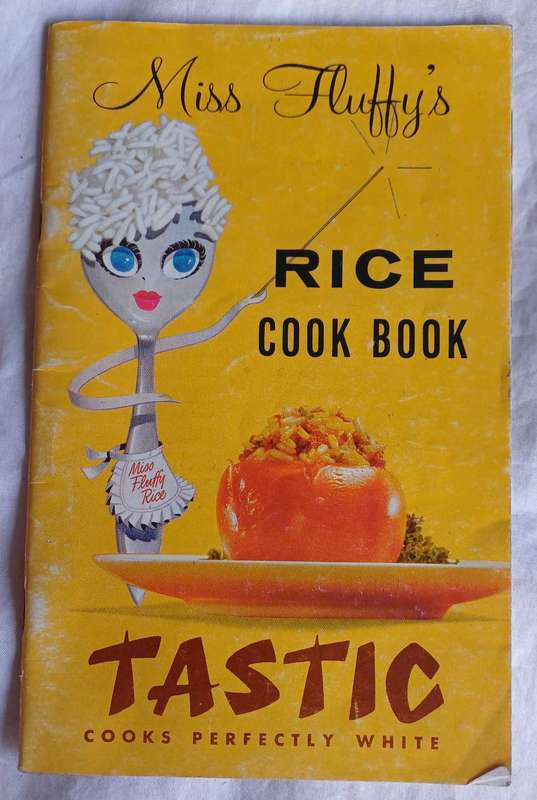 Miss Fluffy's
RICE
COOK BOOK
Miss
Fluffy
Rice
TASTIC
COOKS PERFECTLY WHITE